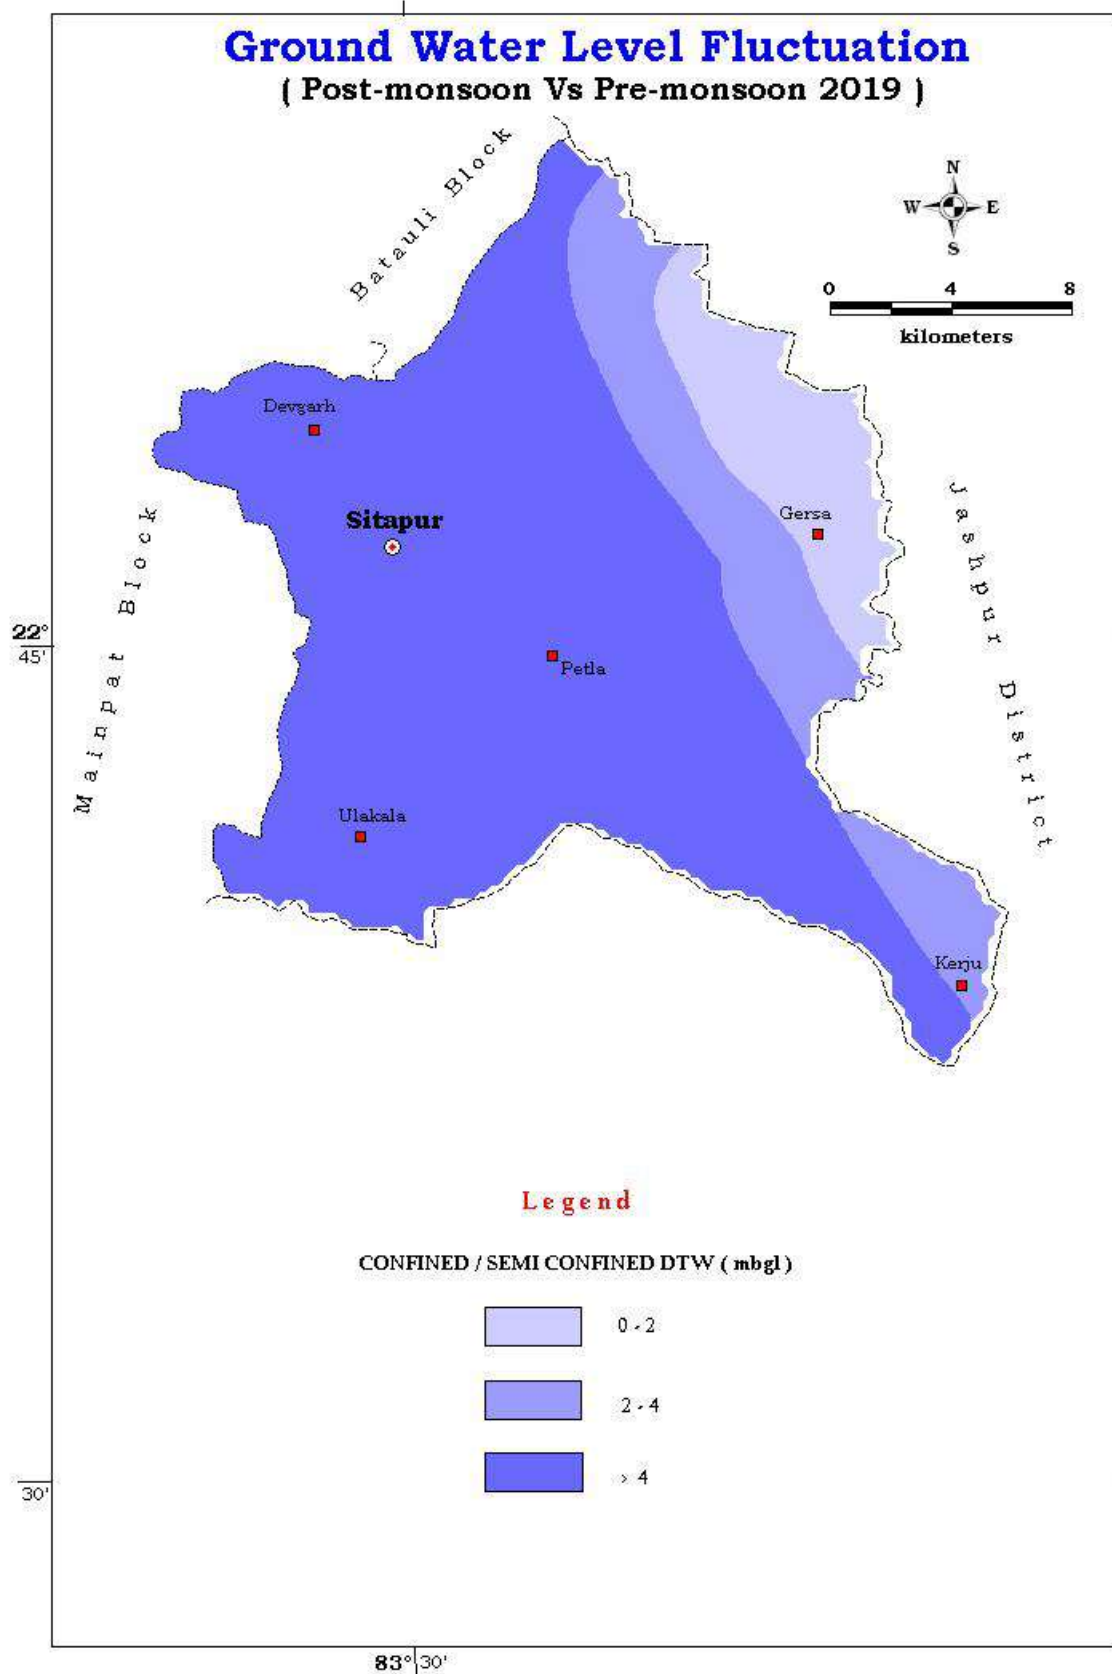 Ground Water Level Fluctuation
( Post-monsoon Vs Pre-monsoon 2019 )
Batauli Block
N
W E
S
0 4 8
kilometers
Devgarh
Sitapur
Gersa
Jashpur District
Mainpat Block
22°
45'
Petla
Ulakala
Kerju
Legend
CONFINED / SEMI CONFINED DTW ( mbgl )
0 - 2
2 - 4
> 4
30'
83° 30'